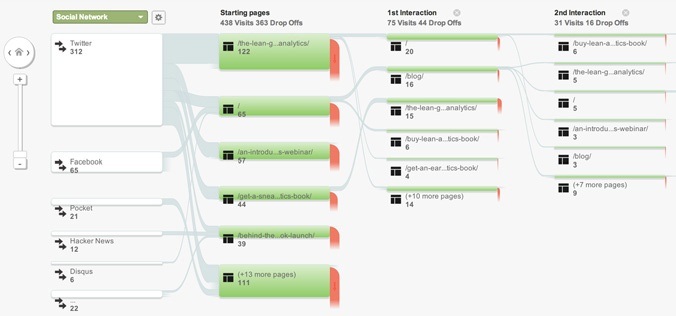 Social Network
Starting pages
438 Visits 363 Drop Offs
1st Interaction
75 Visits 44 Drop Offs
2nd Interaction
31 Visits 16 Drop Offs
Twitter
312
Facebook
65
Pocket
21
Hacker News
12
Disqus
6
...
22
/the-lean-g...analytics/
122
/
65
/an-introdu...s-webinar/
57
/get-a-snea...tics-book/
44
/behind-the...ok-launch/
39
(+13 more pages)
111
/
20
/blog/
16
/the-lean-g...analytics/
15
/buy-lean-a...tics-book/
6
/get-an-ear...tics-book/
4
(+10 more pages)
14
/buy-lean-a...tics-book/
6
/the-lean-g...analytics/
5
/
5
/an-introdu...s-webinar/
3
/blog/
3
(+7 more pages)
9